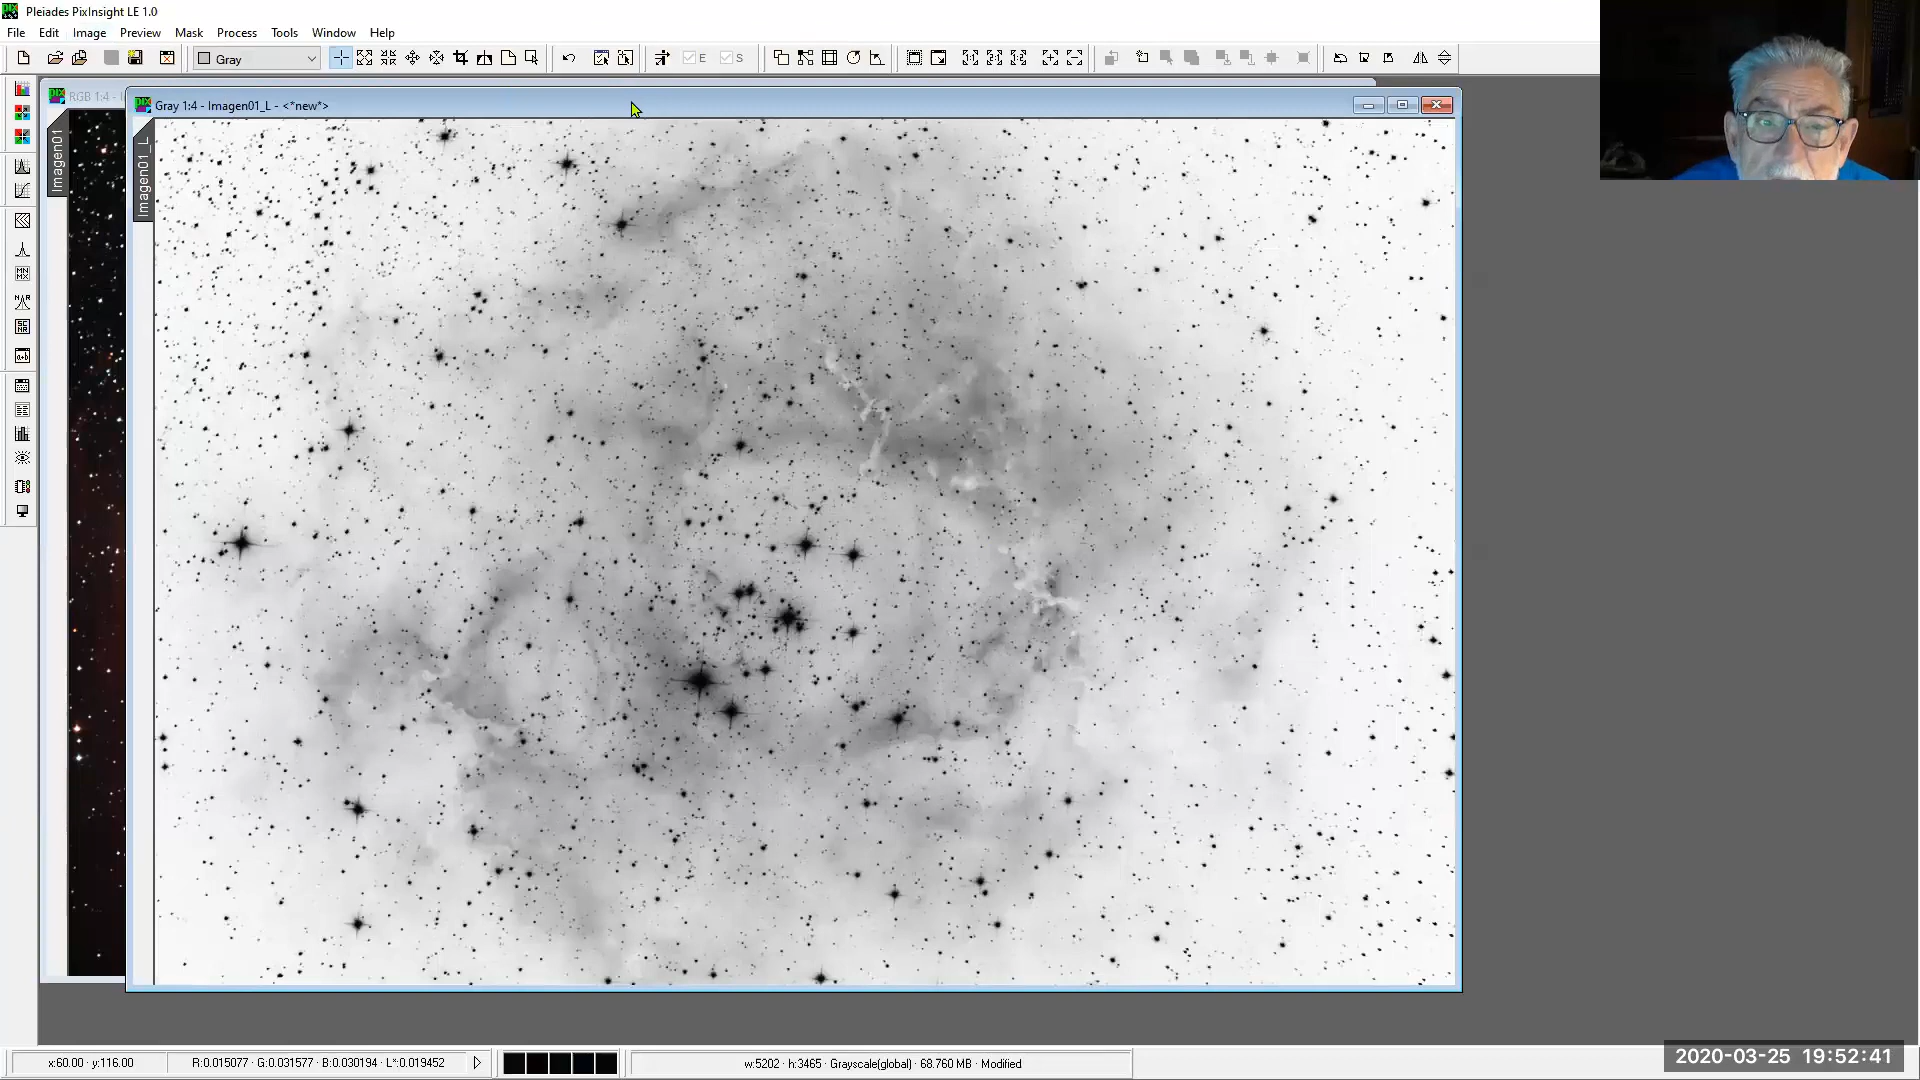 Pleiades PixInsight LE 1.0
File Edit Image Preview Mask Process Tools Window Help
Gray
E S
RGB 1:4 - I
Gray 1:4 - Imagen01_L - <*new*>
Imagen01
Imagen01_L
x:60.00 · y:116.00
R:0.015077 · G:0.031577 · B:0.030194 · L*:0.019452
w:5202 · h:3465 · Grayscale(global) · 68.760 MB · Modified
2020-03-25 19:52:41